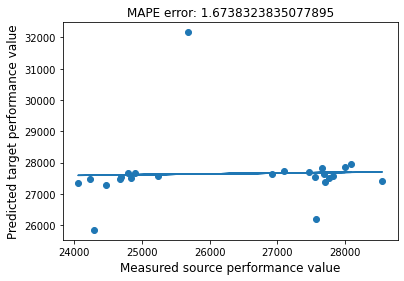 MAPE error: 1.6738323835077895
Predicted target performance value
32000
31000
30000
29000
28000
27000
26000
24000 25000 26000 27000 28000
Measured source performance value